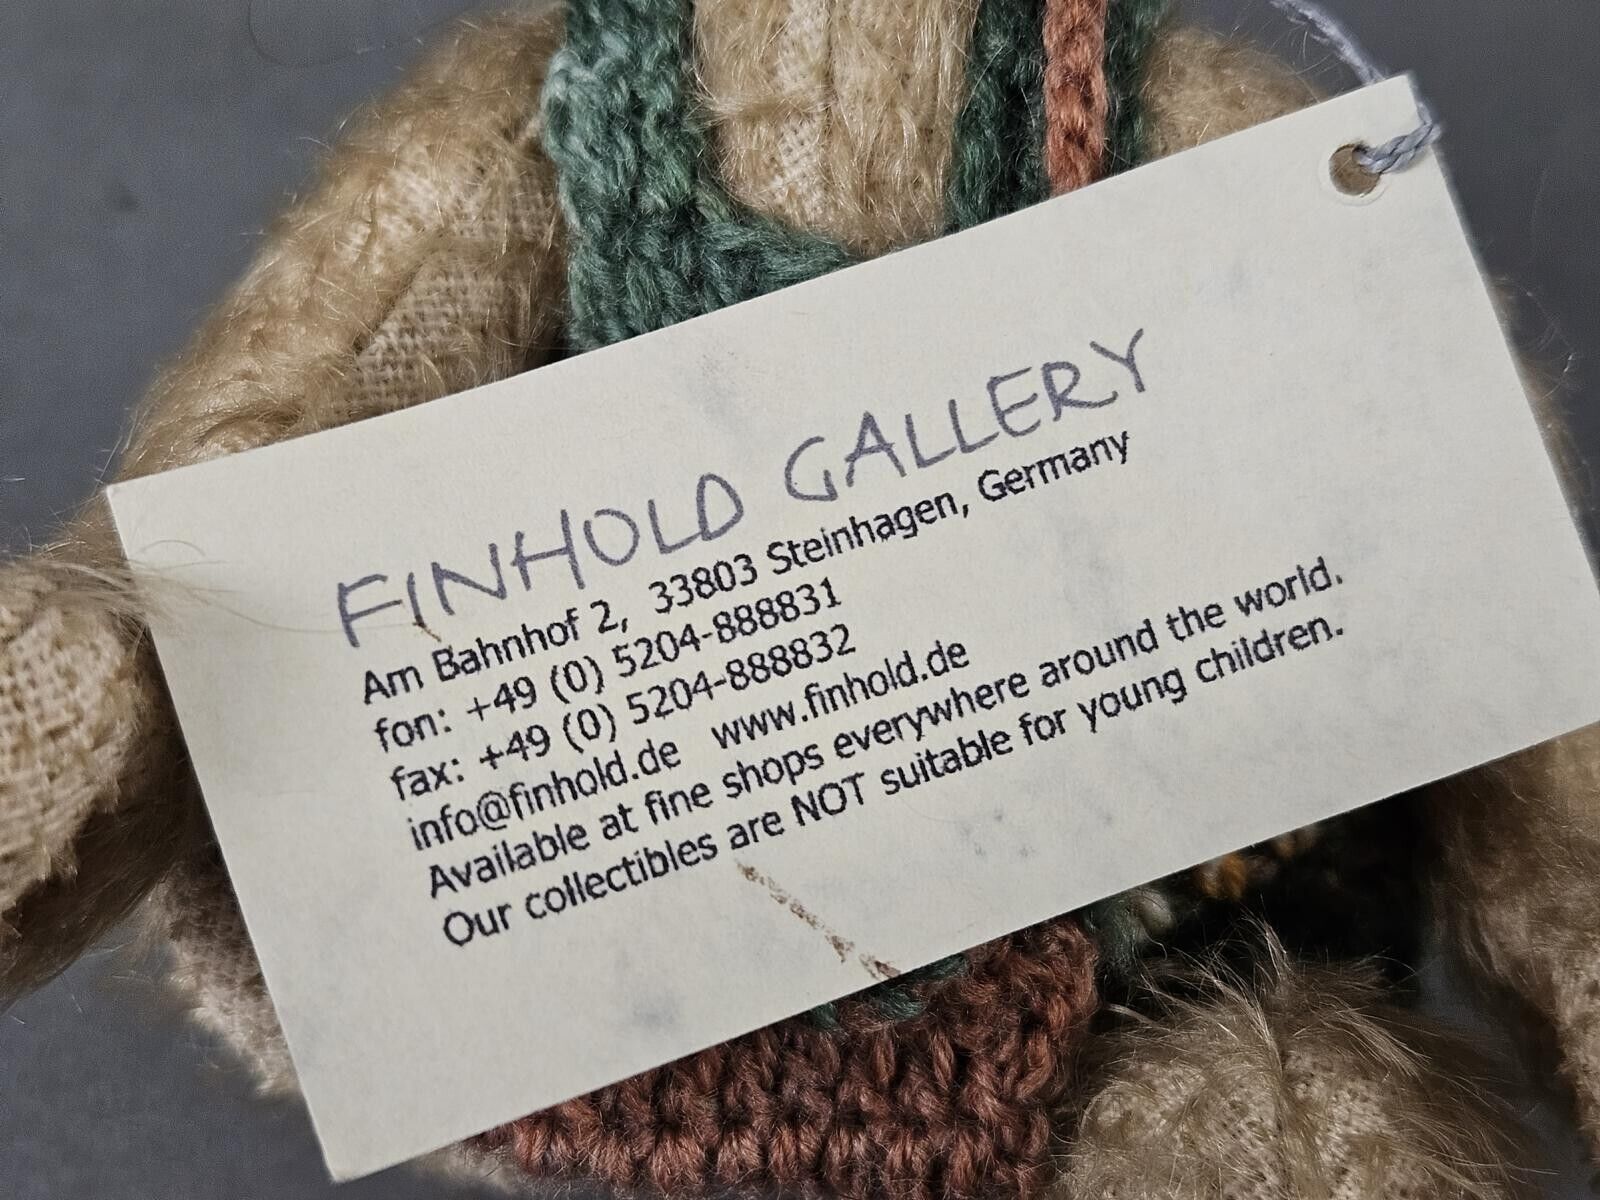 FINHOLD GALLERY
Am Bahnhof 2, 33803 Steinhagen, Germany
fon: +49 (0) 5204-888831
fax: +49 (0) 5204-888832
info@finhold.de www.finhold.de
Available at fine shops everywhere around the world.
Our collectibles are NOT suitable for young children.